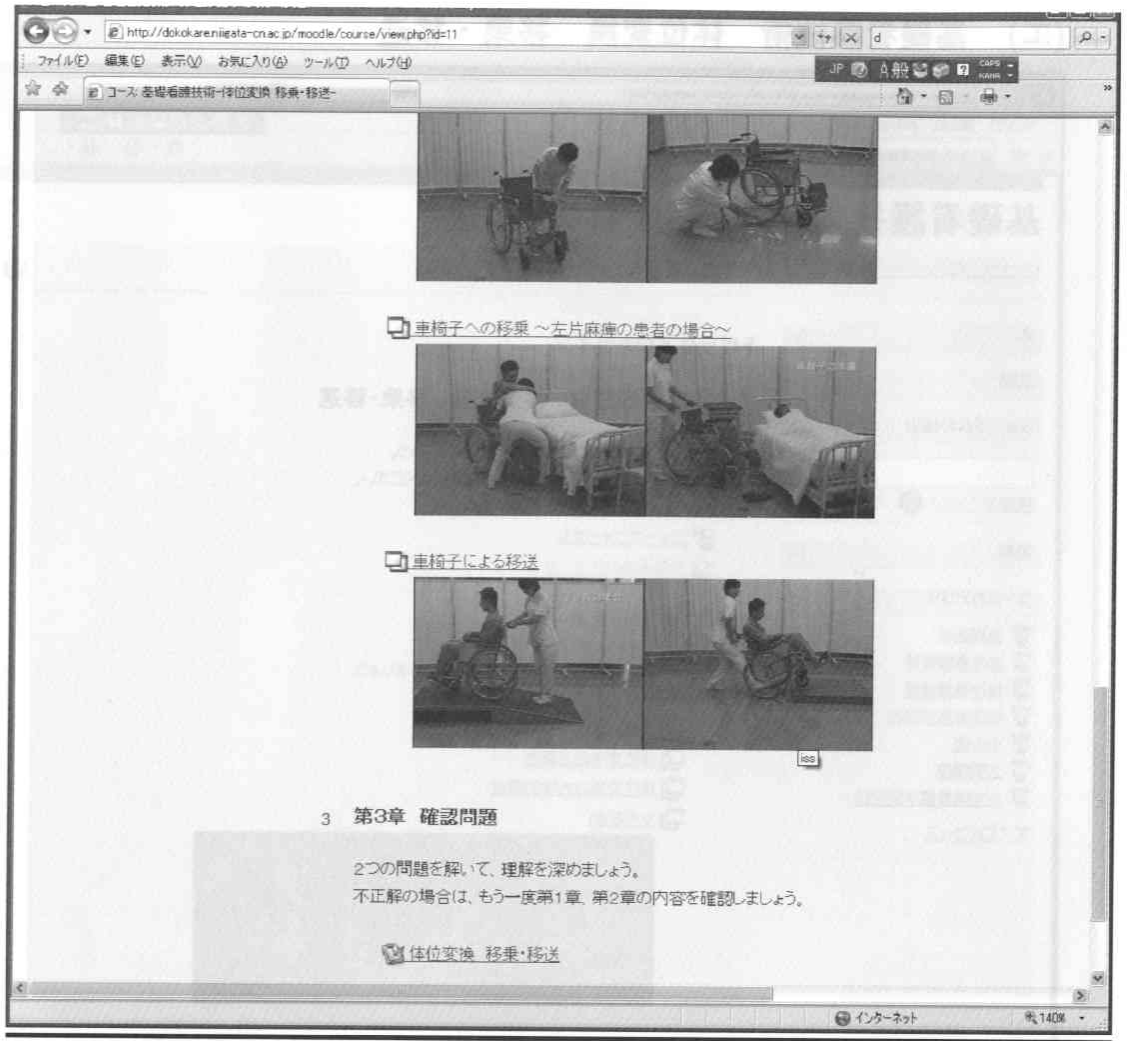 http://dokokare.niigata-cn.ac.jp/moodle/course/view.php?id=11
d
ファイル(F) 編集(E) 表示(V) お気に入り(A) ツール(T) ヘルプ(H)
JP A 般 CAPS KANA
コース: 基礎看護技術-体位変換 移乗・移送-
車椅子への移乗 ～左片麻痺の患者の場合～
車椅子による移送
iss
3 第3章 確認問題
2つの問題を解いて、理解を深めましょう。
不正解の場合は、もう一度第1章、第2章の内容を確認しましょう。
体位変換 移乗・移送
インターネット 140%